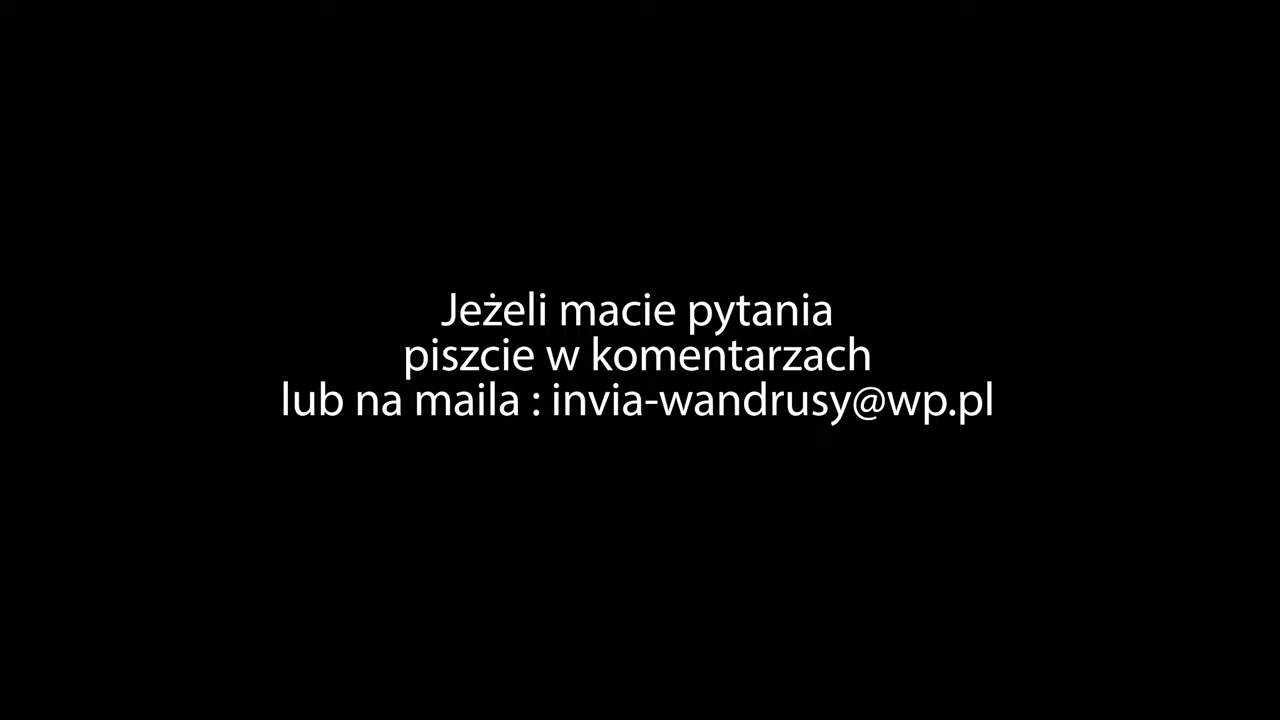 Jeżeli macie pytania
piszcie w komentarzach
lub na maila : invia-wandrusy@wp.pl